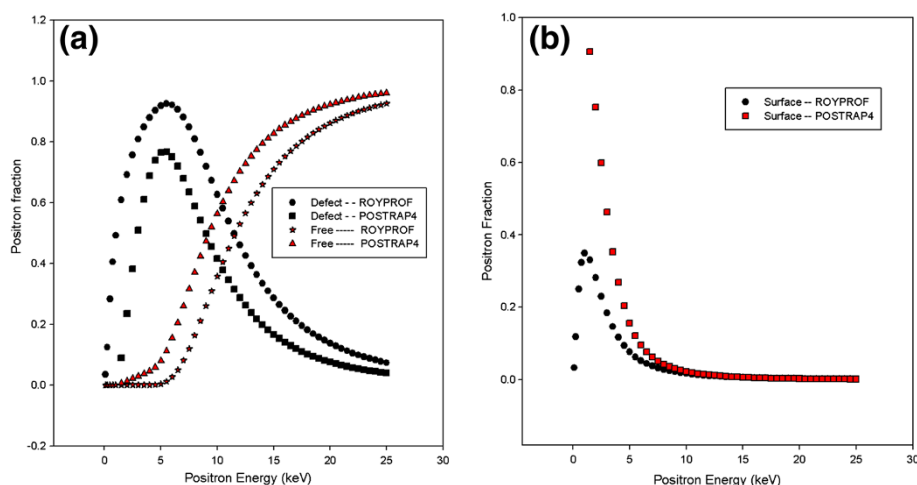 (a)
1.2
1.0
0.8
0.6
0.4
0.2
0.0
-0.2
Positron fraction
Defect - - ROYPROF
Defect - - POSTRAP4
Free ----- ROYPROF
Free ----- POSTRAP4
0 5 10 15 20 25 30
Positron Energy (keV)
(b)
1.0
0.8
0.6
0.4
0.2
0.0
Positron Fraction
Surface -- ROYPROF
Surface -- POSTRAP4
0 5 10 15 20 25 30
Positron Energy (keV)